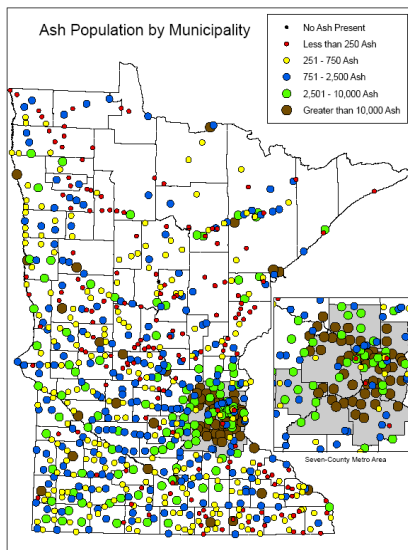 Ash Population by Municipality
No Ash Present
Less than 250 Ash
251 - 750 Ash
751 - 2,500 Ash
2,501 - 10,000 Ash
Greater than 10,000 Ash
Seven-County Metro Area